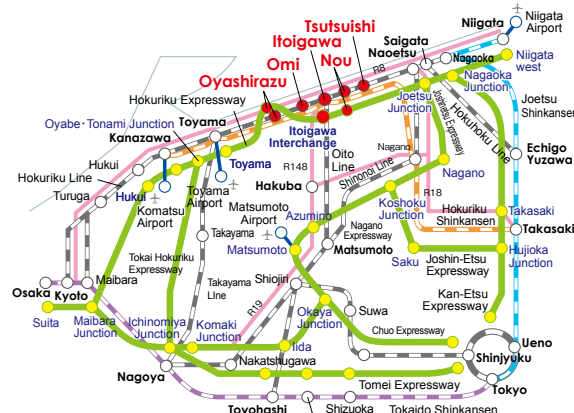 Niigata
Niigata
Airport
Tsutsuishi
Itoigawa
Saigata
Naoetsu
Nagaoka
Niigata
west
Nou
Omi
Oyashirazu
R8
Hokuriku Expressway
Nagaoka
Junction
Oyabe·Tonami Junction
Toyama
Kanazawa
Itoigawa
Interchange
Joetsu
Junction
Joshinetsu Expressway
Hokuhoku Line
Joetsu
Shinkansen
Echigo
Yuzawa
Hukui
Hokuriku Line
Turuga
Toyama
Oito
Line
Nagano
Shinonoi Line
Nagano
R148
Hukui
Komatsu
Airport
Toyama
Airport
Hakuba
R18
Matsumoto
Airport
Azumino
Koshoku
Junction
Hokuriku
Shinkansen
Takasaki
Takayama
Nagano
Expressway
Takasaki
Tokai Hokuriku
Expressway
Matsumoto
Matsumoto
Saku
Joshin-Etsu
Expressway
Hujioka
Junction
Osaka
Kyoto
Maibara
Takayama
LIne
Shiojiri
R19
Kan-Etsu
Expressway
Suita
Maibara
Junction
Ichinomiya
Junction
Komaki
Junction
Okaya
Junction
Suwa
Iida
Chuo Expressway
Ueno
Shinjyuku
Nagoya
Nakatshugawa
Tomei Expressway
Tokyo
Toyohashi
Shizuoka
Tokaido Shinkansen